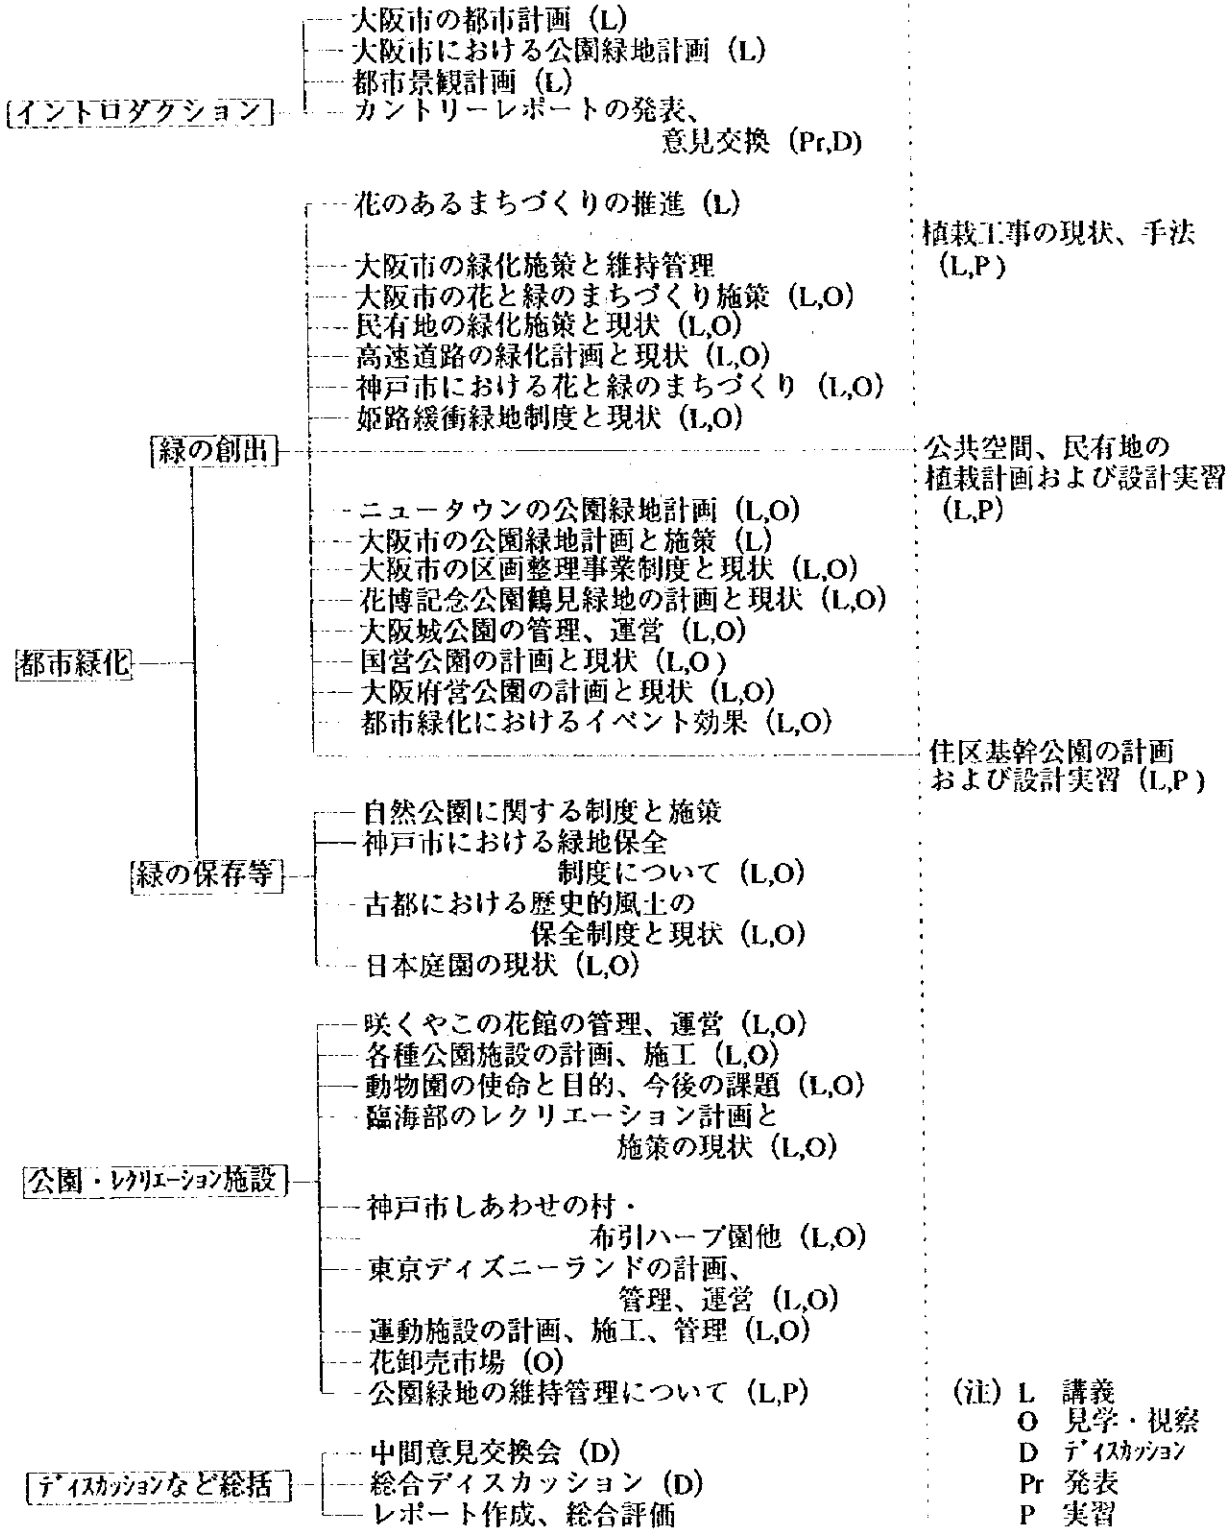 大阪市の都市計画 (L)
大阪市における公園緑地計画 (L)
都市景観計画 (L)
イントロダクション
カントリーレポートの発表、
意見交換 (Pr,D)
花のあるまちづくりの推進 (L)
植栽工事の現状、手法
(L,P)
大阪市の緑化施策と維持管理
大阪市の花と緑のまちづくり施策 (L,O)
民有地の緑化施策と現状 (L,O)
高速道路の緑化計画と現状 (L,O)
神戸市における花と緑のまちづくり (L,O)
姫路緩衝緑地制度と現状 (L,O)
緑の創出
公共空間、民有地の
植栽計画および設計実習
(L,P)
ニュータウンの公園緑地計画 (L,O)
大阪市の公園緑地計画と施策 (L)
大阪市の区画整理事業制度と現状 (L,O)
花博記念公園鶴見緑地の計画と現状 (L,O)
大阪城公園の管理、運営 (L,O)
都市緑化
国営公園の計画と現状 (L,O)
大阪府営公園の計画と現状 (L,O)
都市緑化におけるイベント効果 (L,O)
住区基幹公園の計画
および設計実習 (L,P)
自然公園に関する制度と施策
神戸市における緑地保全
制度について (L,O)
緑の保存等
古都における歴史的風土の
保全制度と現状 (L,O)
日本庭園の現状 (L,O)
咲くやこの花館の管理、運営 (L,O)
各種公園施設の計画、施工 (L,O)
動物園の使命と目的、今後の課題 (L,O)
臨海部のレクリエーション計画と
施策の現状 (L,O)
公園・レクリエーション施設
神戸市しあわせの村・
布引ハーブ園他 (L,O)
東京ディズニーランドの計画、
管理、運営 (L,O)
運動施設の計画、施工、管理 (L,O)
花卸売市場 (O)
公園緑地の維持管理について (L,P)
(注) L 講義
O 見学・視察
D ディスカッション
Pr 発表
P 実習
中間意見交換会 (D)
ディスカッションなど総括
総合ディスカッション (D)
レポート作成、総合評価